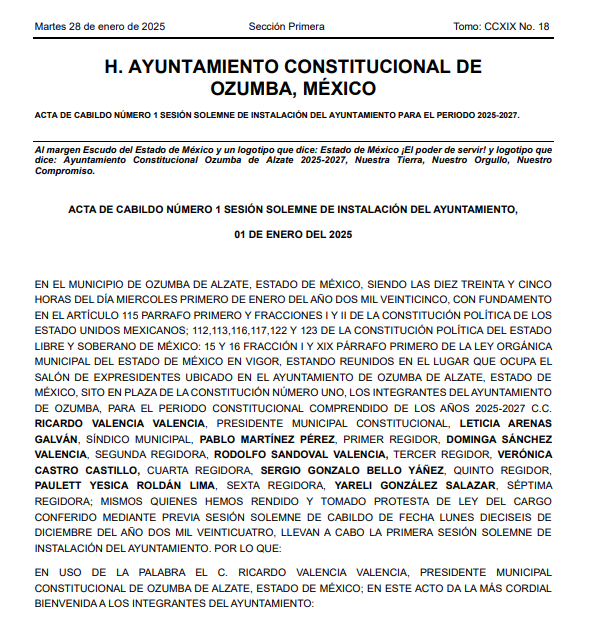 Martes 28 de enero de 2025 Sección Primera Tomo: CCXIX No. 18
H. AYUNTAMIENTO CONSTITUCIONAL DE
OZUMBA, MÉXICO
ACTA DE CABILDO NÚMERO 1 SESIÓN SOLEMNE DE INSTALACIÓN DEL AYUNTAMIENTO PARA EL PERIODO 2025-2027.
Al margen Escudo del Estado de México y un logotipo que dice: Estado de México ¡El poder de servir! y logotipo que
dice: Ayuntamiento Constitucional Ozumba de Alzate 2025-2027, Nuestra Tierra, Nuestro Orgullo, Nuestro
Compromiso.
ACTA DE CABILDO NÚMERO 1 SESIÓN SOLEMNE DE INSTALACIÓN DEL AYUNTAMIENTO,
01 DE ENERO DEL 2025
EN EL MUNICIPIO DE OZUMBA DE ALZATE, ESTADO DE MÉXICO, SIENDO LAS DIEZ TREINTA Y CINCO
HORAS DEL DÍA MIERCOLES PRIMERO DE ENERO DEL AÑO DOS MIL VEINTICINCO, CON FUNDAMENTO
EN EL ARTÍCULO 115 PARRAFO PRIMERO Y FRACCIONES I Y II DE LA CONSTITUCIÓN POLÍTICA DE LOS
ESTADO UNIDOS MEXICANOS; 112,113,116,117,122 Y 123 DE LA CONSTITUCIÓN POLÍTICA DEL ESTADO
LIBRE Y SOBERANO DE MÉXICO: 15 Y 16 FRACCIÓN I Y XIX PÁRRAFO PRIMERO DE LA LEY ORGÁNICA
MUNICIPAL DEL ESTADO DE MÉXICO EN VIGOR, ESTANDO REUNIDOS EN EL LUGAR QUE OCUPA EL
SALÓN DE EXPRESIDENTES UBICADO EN EL AYUNTAMIENTO DE OZUMBA DE ALZATE, ESTADO DE
MÉXICO, SITO EN PLAZA DE LA CONSTITUCIÓN NÚMERO UNO, LOS INTEGRANTES DEL AYUNTAMIENTO
DE OZUMBA, PARA EL PERIODO CONSTITUCIONAL COMPRENDIDO DE LOS AÑOS 2025-2027 C.C.
RICARDO VALENCIA VALENCIA, PRESIDENTE MUNICIPAL CONSTITUCIONAL, LETICIA ARENAS
GALVÁN, SÍNDICO MUNICIPAL, PABLO MARTÍNEZ PÉREZ, PRIMER REGIDOR, DOMINGA SÁNCHEZ
VALENCIA, SEGUNDA REGIDORA, RODOLFO SANDOVAL VALENCIA, TERCER REGIDOR, VERÓNICA
CASTRO CASTILLO, CUARTA REGIDORA, SERGIO GONZALO BELLO YÁÑEZ, QUINTO REGIDOR,
PAULETT YESICA ROLDÁN LIMA, SEXTA REGIDORA, YARELI GONZÁLEZ SALAZAR, SÉPTIMA
REGIDORA; MISMOS QUIENES HEMOS RENDIDO Y TOMADO PROTESTA DE LEY DEL CARGO
CONFERIDO MEDIANTE PREVIA SESIÓN SOLEMNE DE CABILDO DE FECHA LUNES DIECISEIS DE
DICIEMBRE DEL AÑO DOS MIL VEINTICUATRO, LLEVAN A CABO LA PRIMERA SESIÓN SOLEMNE DE
INSTALACIÓN DEL AYUNTAMIENTO. POR LO QUE:
EN USO DE LA PALABRA EL C. RICARDO VALENCIA VALENCIA, PRESIDENTE MUNICIPAL
CONSTITUCIONAL DE OZUMBA DE ALZATE, ESTADO DE MÉXICO; EN ESTE ACTO DA LA MÁS CORDIAL
BIENVENIDA A LOS INTEGRANTES DEL AYUNTAMIENTO: